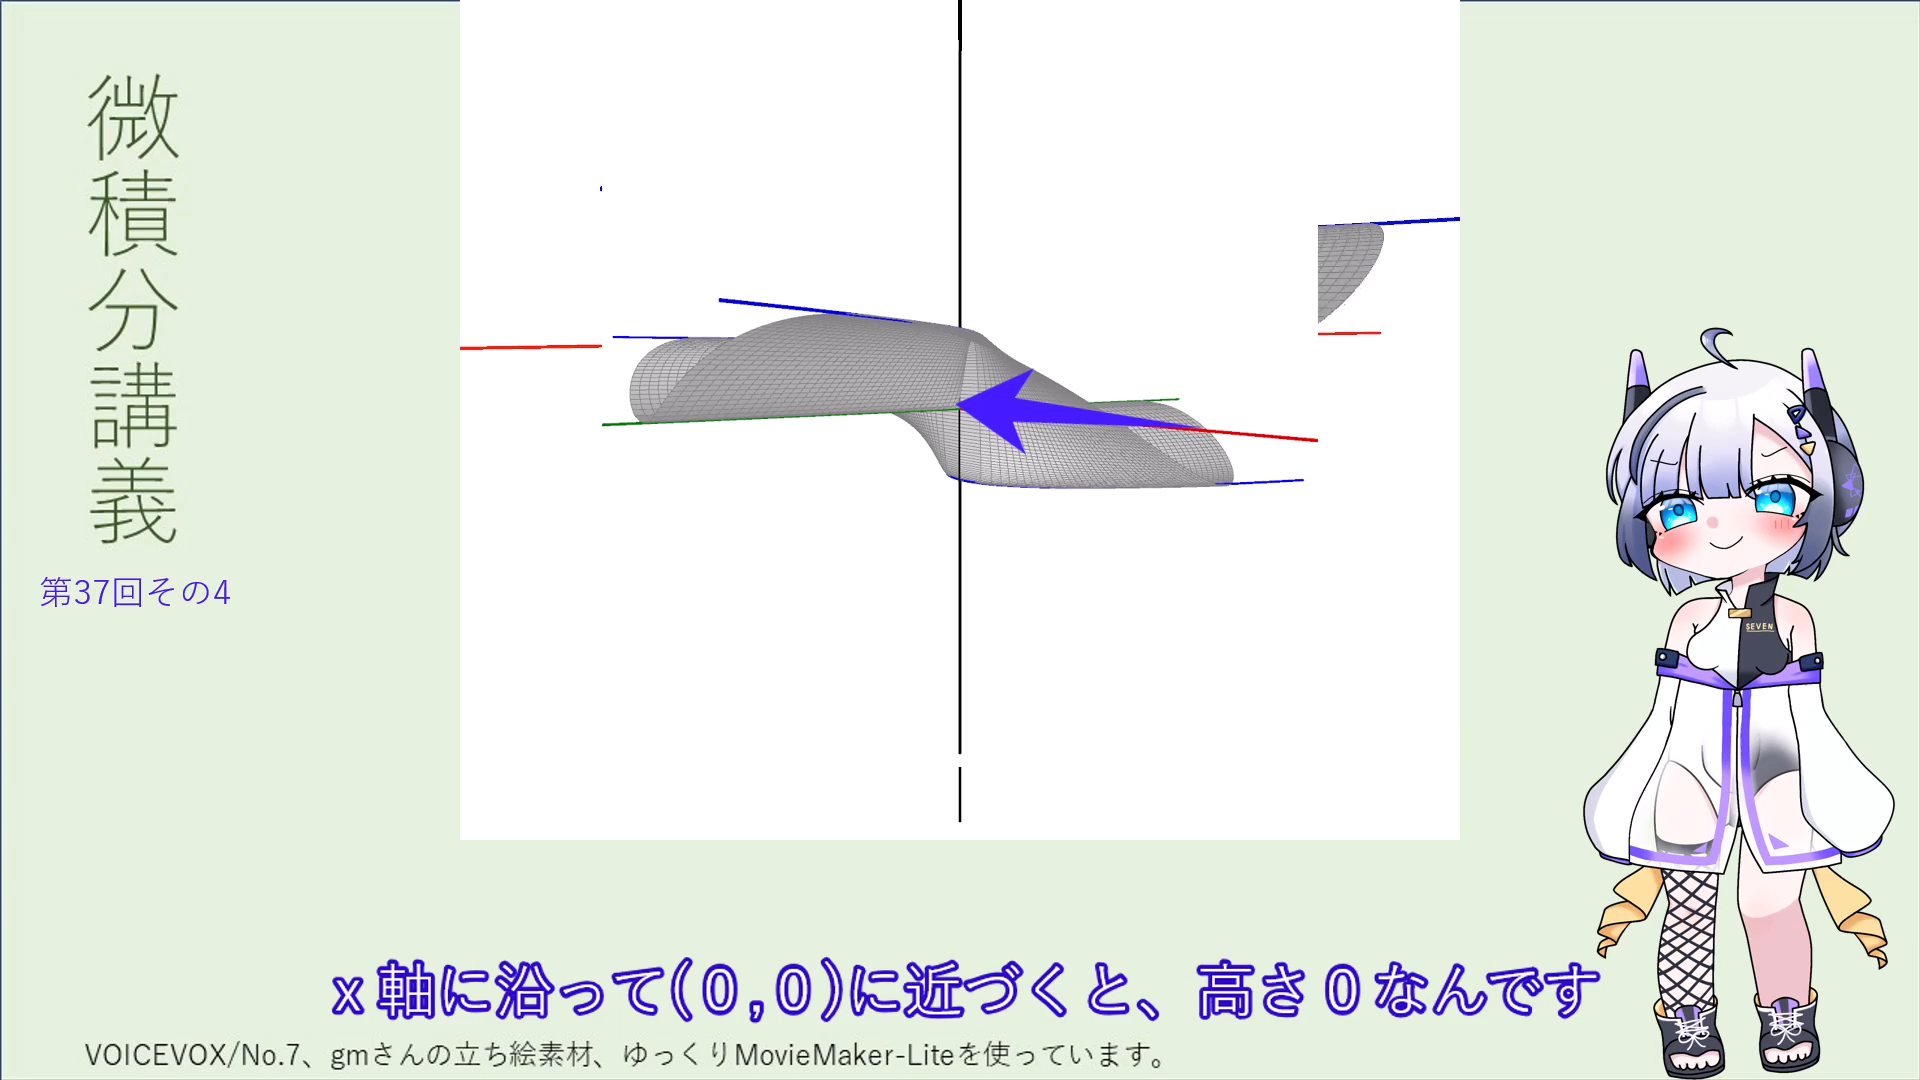 微積分講義
第37回その4
SEVEN
x軸に沿って(0,0)に近づくと、高さ0なんです
VOICEVOX/No.7、gmさんの立ち絵素材、ゆっくりMovieMaker-Liteを使っています。